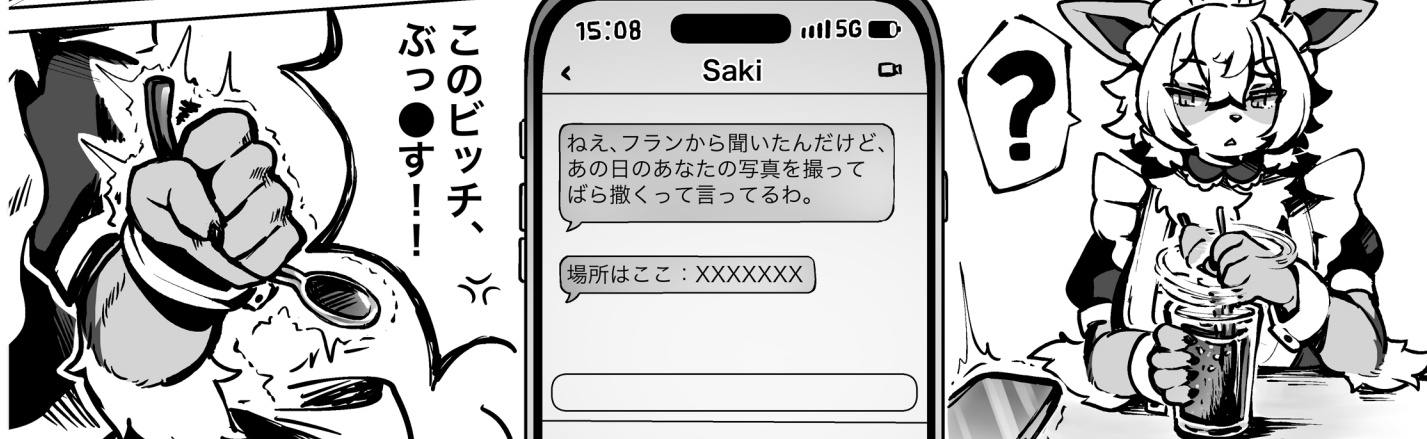 ?
15:08
5G
Saki
ねえ、フランから聞いたんだけど、
あの日のあなたの写真を撮って
ばら撒くって言ってるわ。
場所はここ：XXXXXXX
このビッチ、
ぶっ●す！！